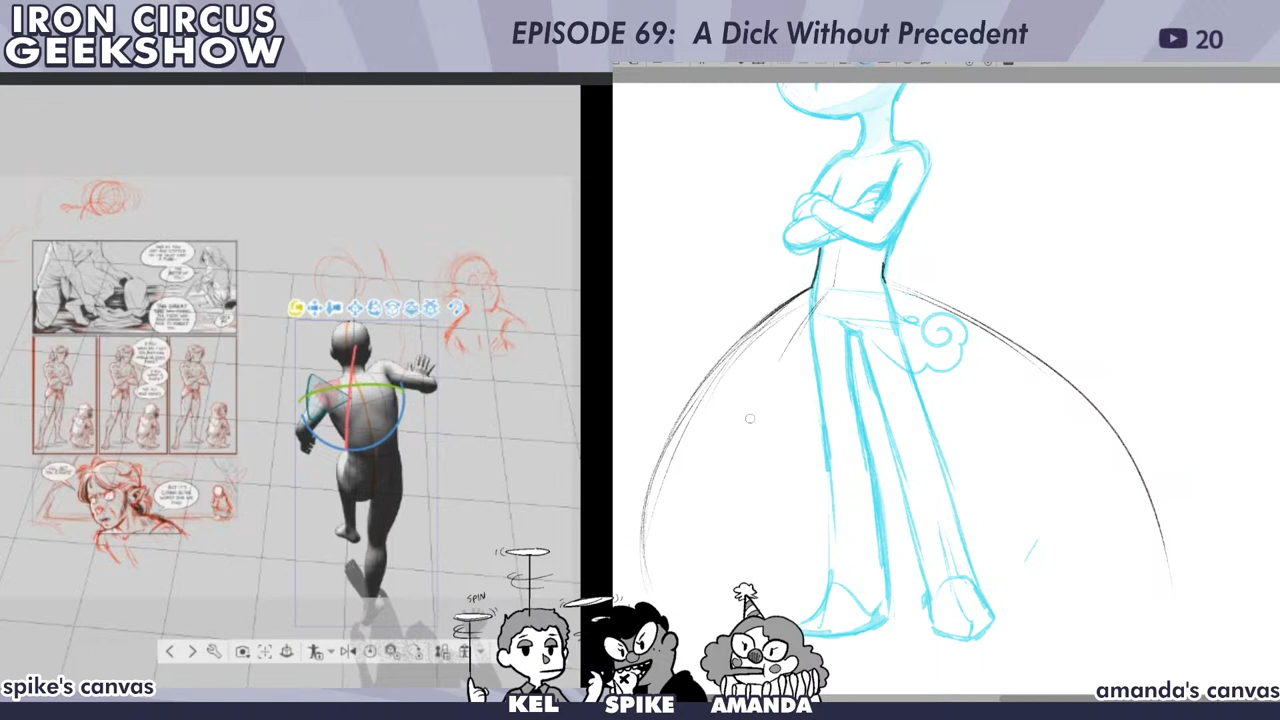 IRON CIRCUS
GEEKSHOW
EPISODE 69: A Dick Without Precedent
20
SPIN
spike's canvas
KEL
SPIKE
AMANDA
amanda's canvas